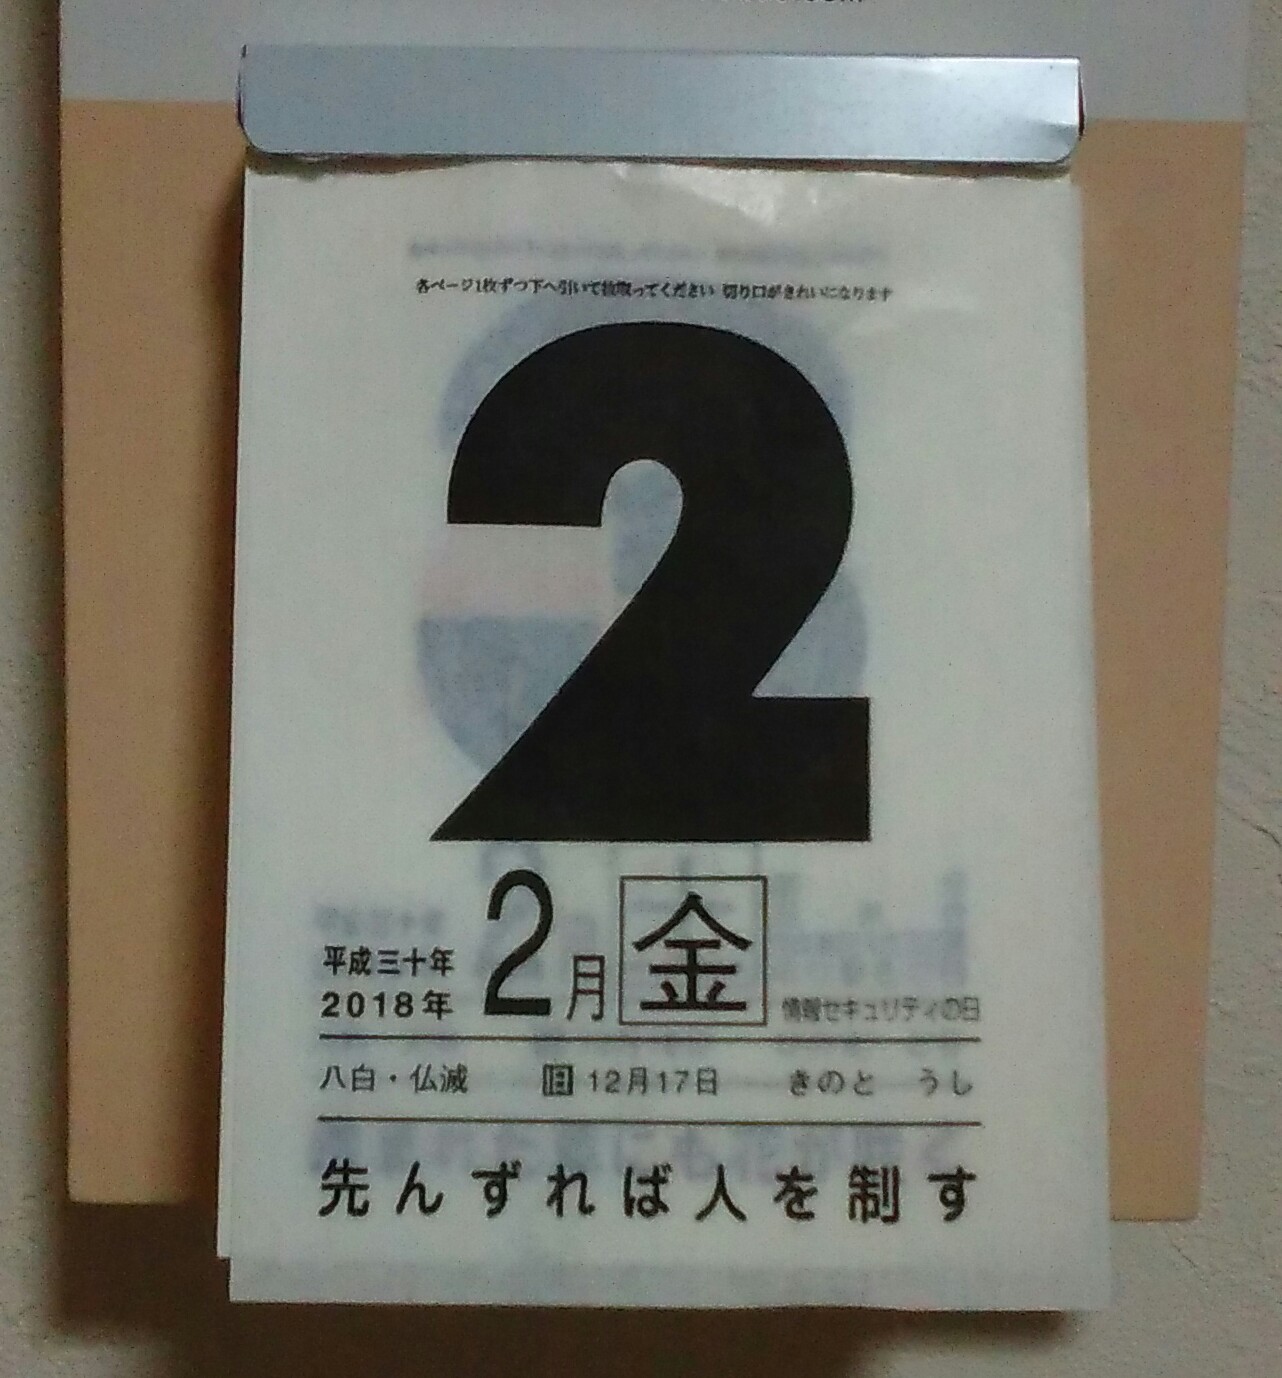 各ページ1枚ずつ下へ引いて抜取ってください 切り口がきれいになります
2
平成三十年
2018年
2月 金 情報セキュリティの日
八白・仏滅 旧12月17日 きのと うし
先んずれば人を制す